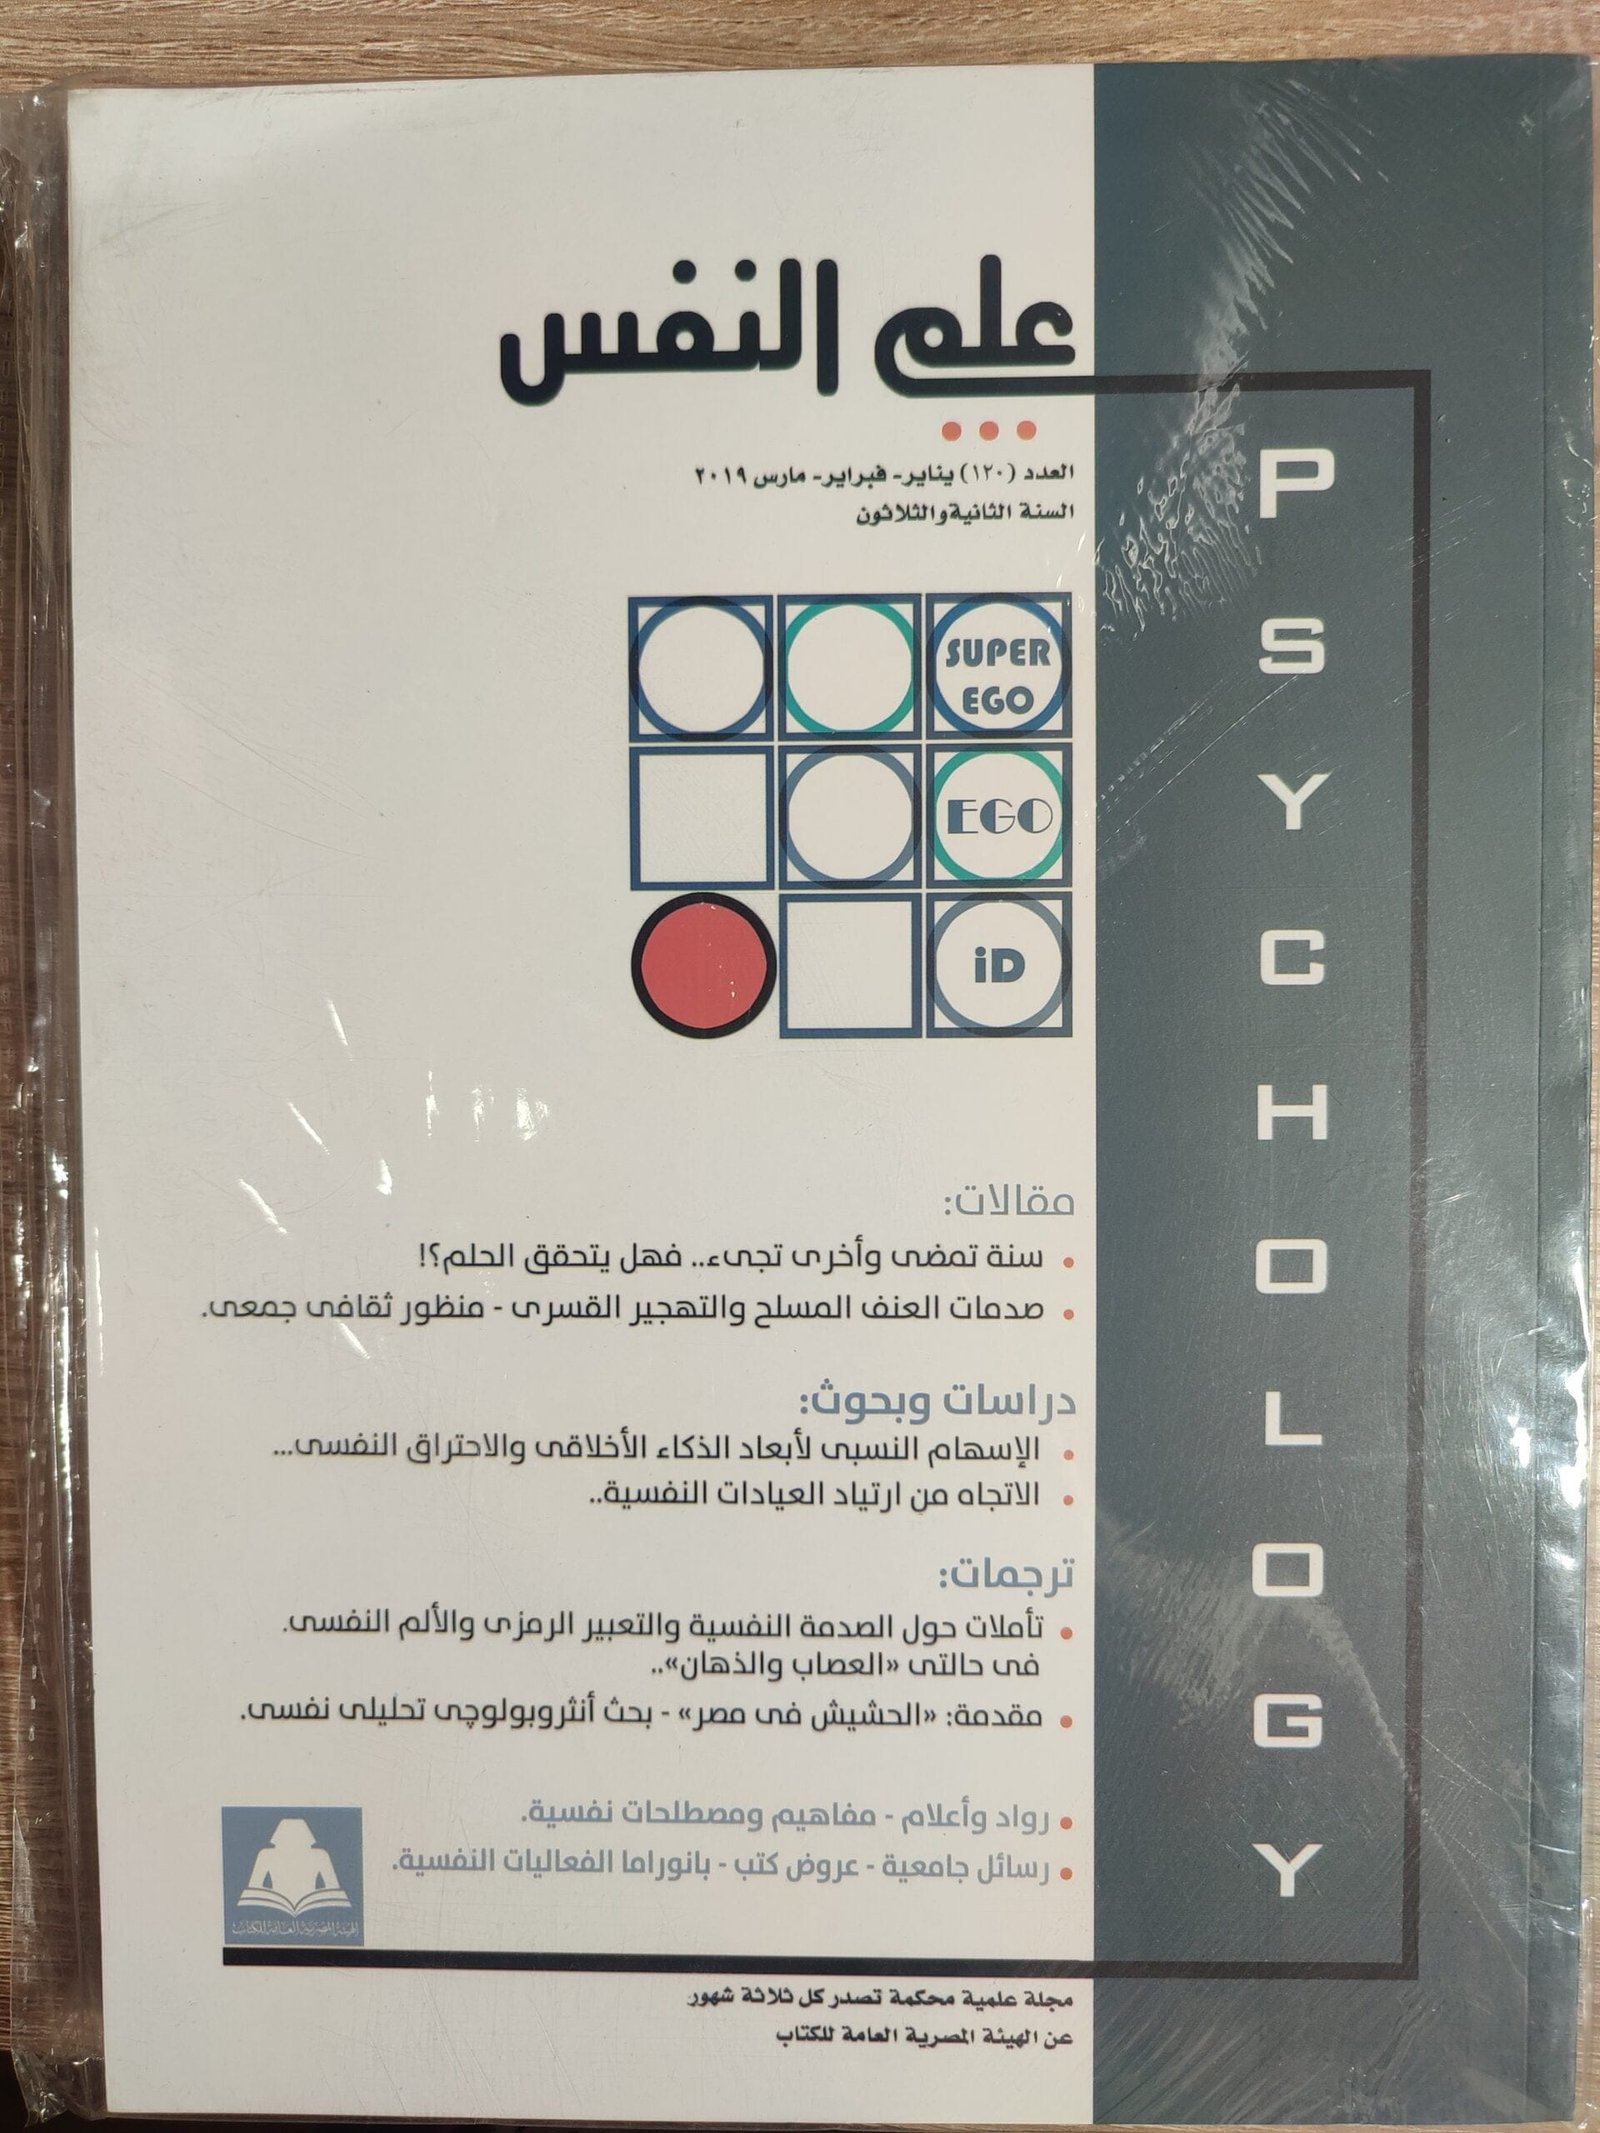 علم النفس
العدد (١٢٠) يناير- فبراير- مارس ٢٠١٩
السنة الثانية والثلاثون
SUPER
EGO
EGO
iD
PSYCHOLOGY
مقالات:
• سنة تمضى وأخرى تجىء.. فهل يتحقق الحلم؟!
• صدمات العنف المسلح والتهجير القسرى - منظور ثقافى جمعى.
دراسات وبحوث:
• الإسهام النسبى لأبعاد الذكاء الأخلاقى والاحتراق النفسى...
• الاتجاه من ارتياد العيادات النفسية..
ترجمات:
• تأملات حول الصدمة النفسية والتعبير الرمزى والألم النفسى.
فى حالتى «العصاب والذهان»..
• مقدمة: «الحشيش فى مصر» - بحث أنثروبولوچى تحليلى نفسى.
• رواد وأعلام - مفاهيم ومصطلحات نفسية.
• رسائل جامعية - عروض كتب - بانوراما الفعاليات النفسية.
الهيئة المصرية العامة للكتاب
مجلة علمية محكمة تصدر كل ثلاثة شهور
عن الهيئة المصرية العامة للكتاب